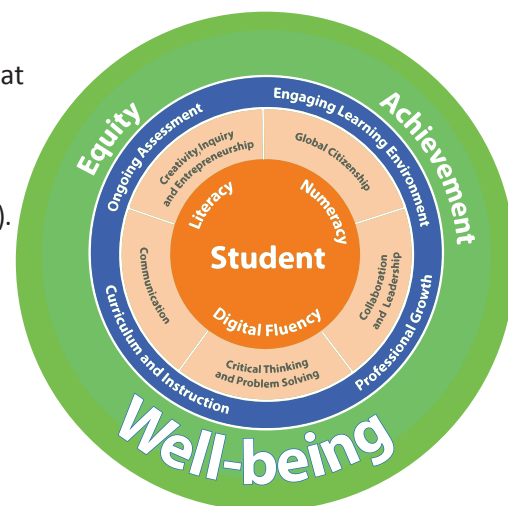 at
).
Equity
Achievement
Well-being
Ongoing Assessment
Engaging Learning Environment
Professional Growth
Curriculum and Instruction
Creativity, Inquiry
and Entrepreneurship
Global Citizenship
Collaboration
and Leadership
Critical Thinking
and Problem Solving
Communication
Literacy
Numeracy
Student
Digital Fluency